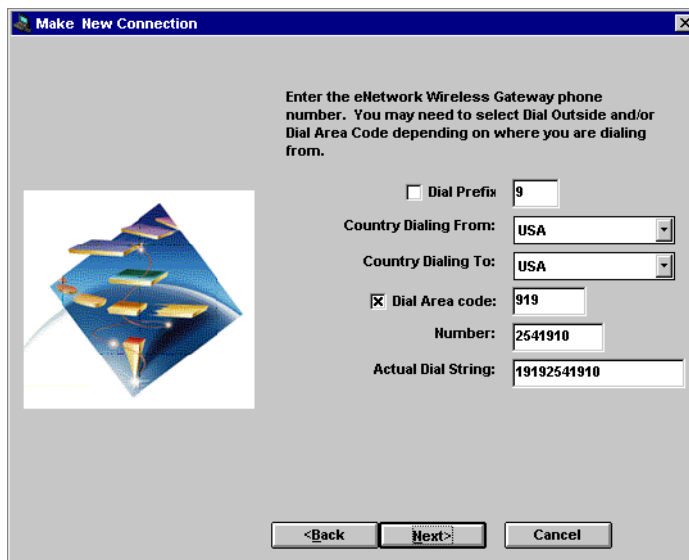 Make New Connection
Enter the eNetwork Wireless Gateway phone
number. You may need to select Dial Outside and/or
Dial Area Code depending on where you are dialing
from.
Dial Prefix 9
Country Dialing From: USA
Country Dialing To: USA
Dial Area code: 919
Number: 2541910
Actual Dial String: 19192541910
<Back Next> Cancel